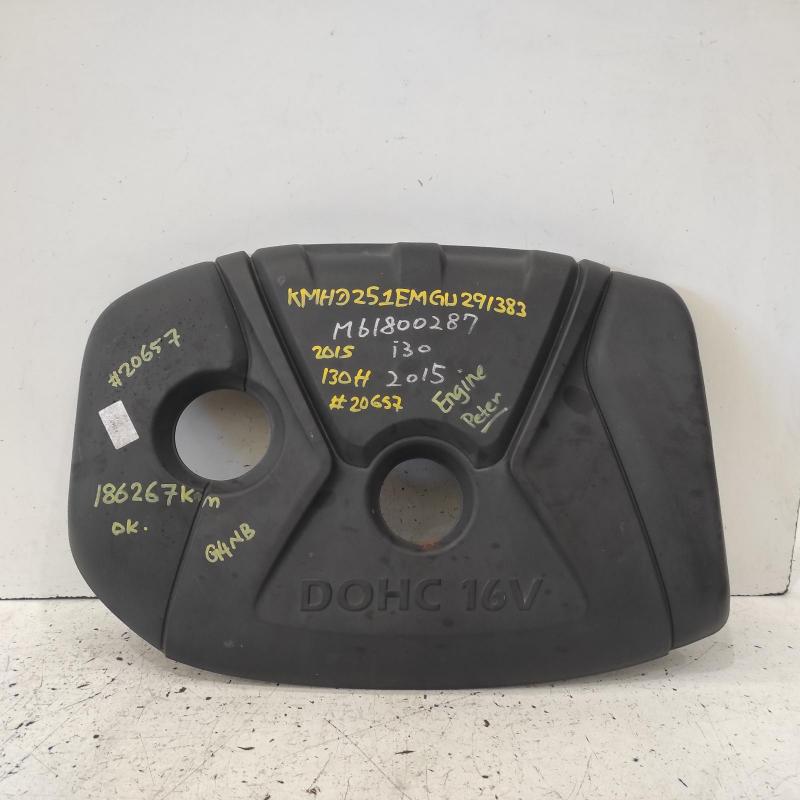 KMHD251EMGU291383
M61800287
2015 i30
130H 2015
#20657
Engine
Peter
#20657
186267Km
OK.
G4NB
DOHC 16V